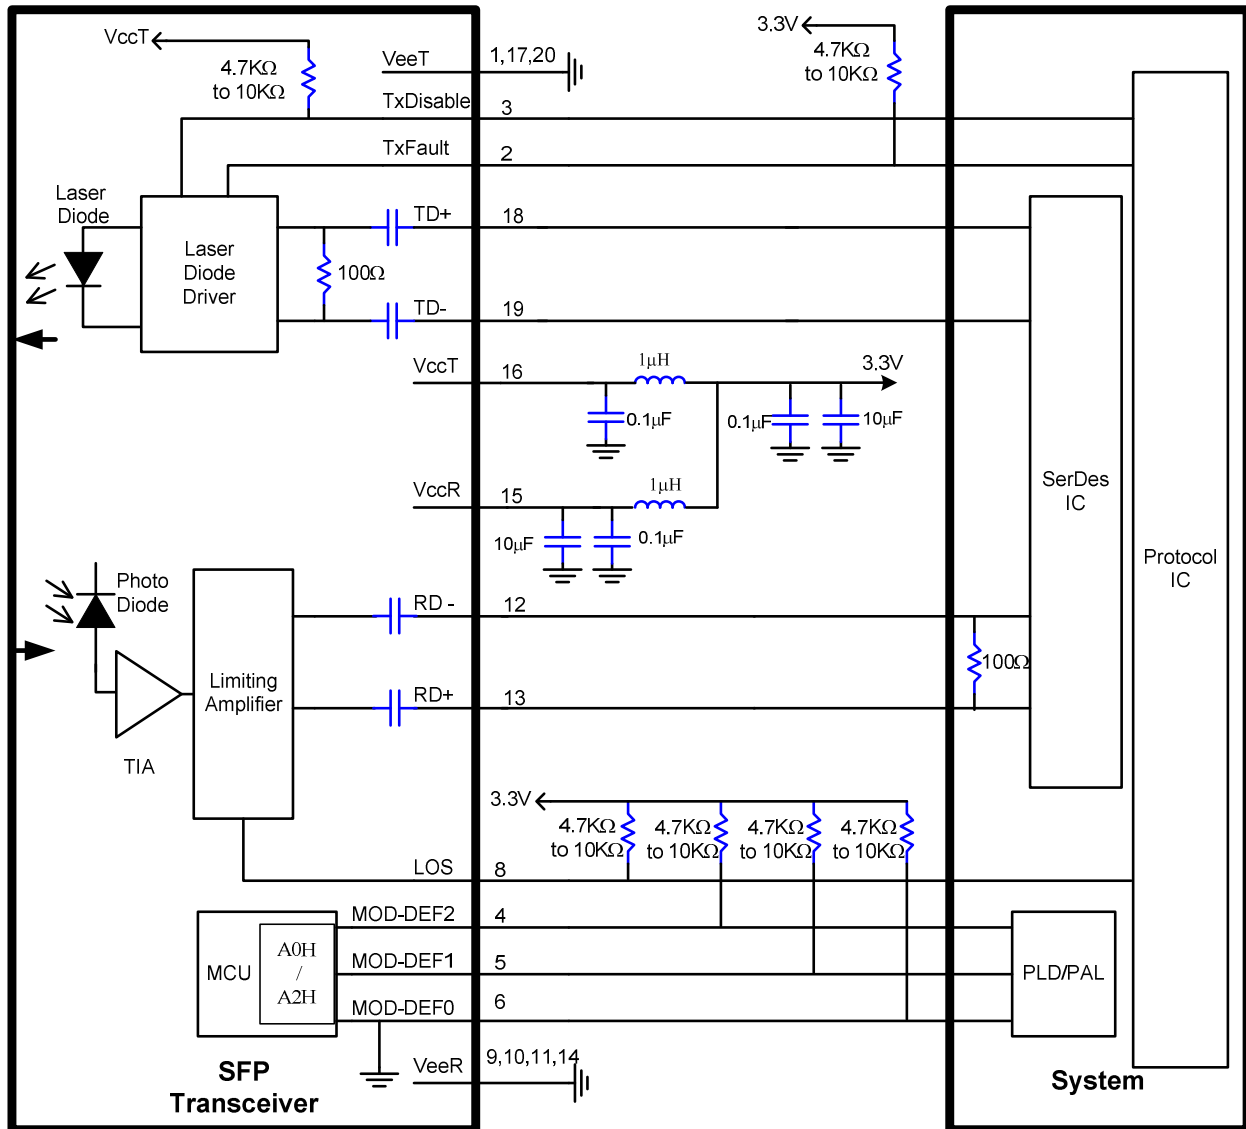 VccT
4.7KΩ
to 10KΩ
VeeT
1,17,20
3.3V
4.7KΩ
to 10KΩ
TxDisable
3
TxFault
2
Laser
Diode
Laser
Diode
Driver
100Ω
TD+
18
TD-
19
VccT
16
1μH
3.3V
0.1μF
0.1μF
10μF
VccR
15
1μH
10μF
0.1μF
SerDes
IC
Protocol
IC
Photo
Diode
TIA
Limiting
Amplifier
RD -
12
RD+
13
100Ω
3.3V
4.7KΩ
to 10KΩ
4.7KΩ
to 10KΩ
4.7KΩ
to 10KΩ
4.7KΩ
to 10KΩ
LOS
8
MOD-DEF2
4
MOD-DEF1
5
MOD-DEF0
6
MCU
A0H
/
A2H
PLD/PAL
VeeR
9,10,11,14
SFP
Transceiver
System